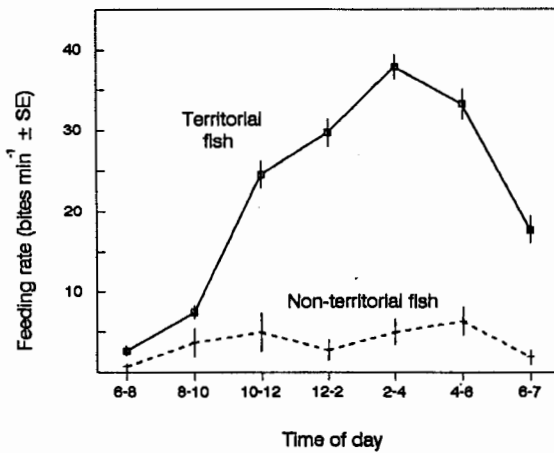 Feeding rate (bites min⁻¹ ± SE)
40
30
20
10
Territorial
fish
Non-territorial fish
6-8 8-10 10-12 12-2 2-4 4-6 6-7
Time of day